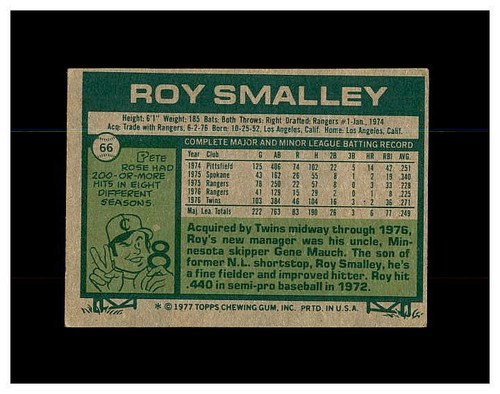 ROY SMALLEY
Height: 6'1" Weight: 185 Bats: Both Throws: Right Drafted: Rangers #1-Jan., 1974
Acq: Trade with Rangers, 6-2-76 Born: 10-25-52, Los Angeles, Calif. Home: Los Angeles, Calif.
66
PETE
ROSE HAD
200-OR-MORE
HITS IN EIGHT
DIFFERENT
SEASONS
COMPLETE MAJOR AND MINOR LEAGUE BATTING RECORD
Year Club G AB R H 2B 3B HR RBI AVG.
1974 Pittsfield 125 406 74 102 22 5 14 42 .251
1975 Spokane 43 162 26 55 8 1 2 19 .340
1975 Rangers 78 250 22 57 8 0 3 33 .228
1976 Rangers 41 129 15 29 2 0 1 8 .225
1976 Twins 103 384 46 104 16 3 2 36 .271
Maj. Lea. Totals 222 763 83 190 26 3 6 77 .249
Acquired by Twins midway through 1976,
Roy's new manager was his uncle, Min-
nesota skipper Gene Mauch. The son of
former N.L. shortstop, Roy Smalley, he's
a fine fielder and improved hitter. Roy hit
.440 in semi-pro baseball in 1972.
* © 1977 TOPPS CHEWING GUM, INC. PRTD. IN U.S.A.